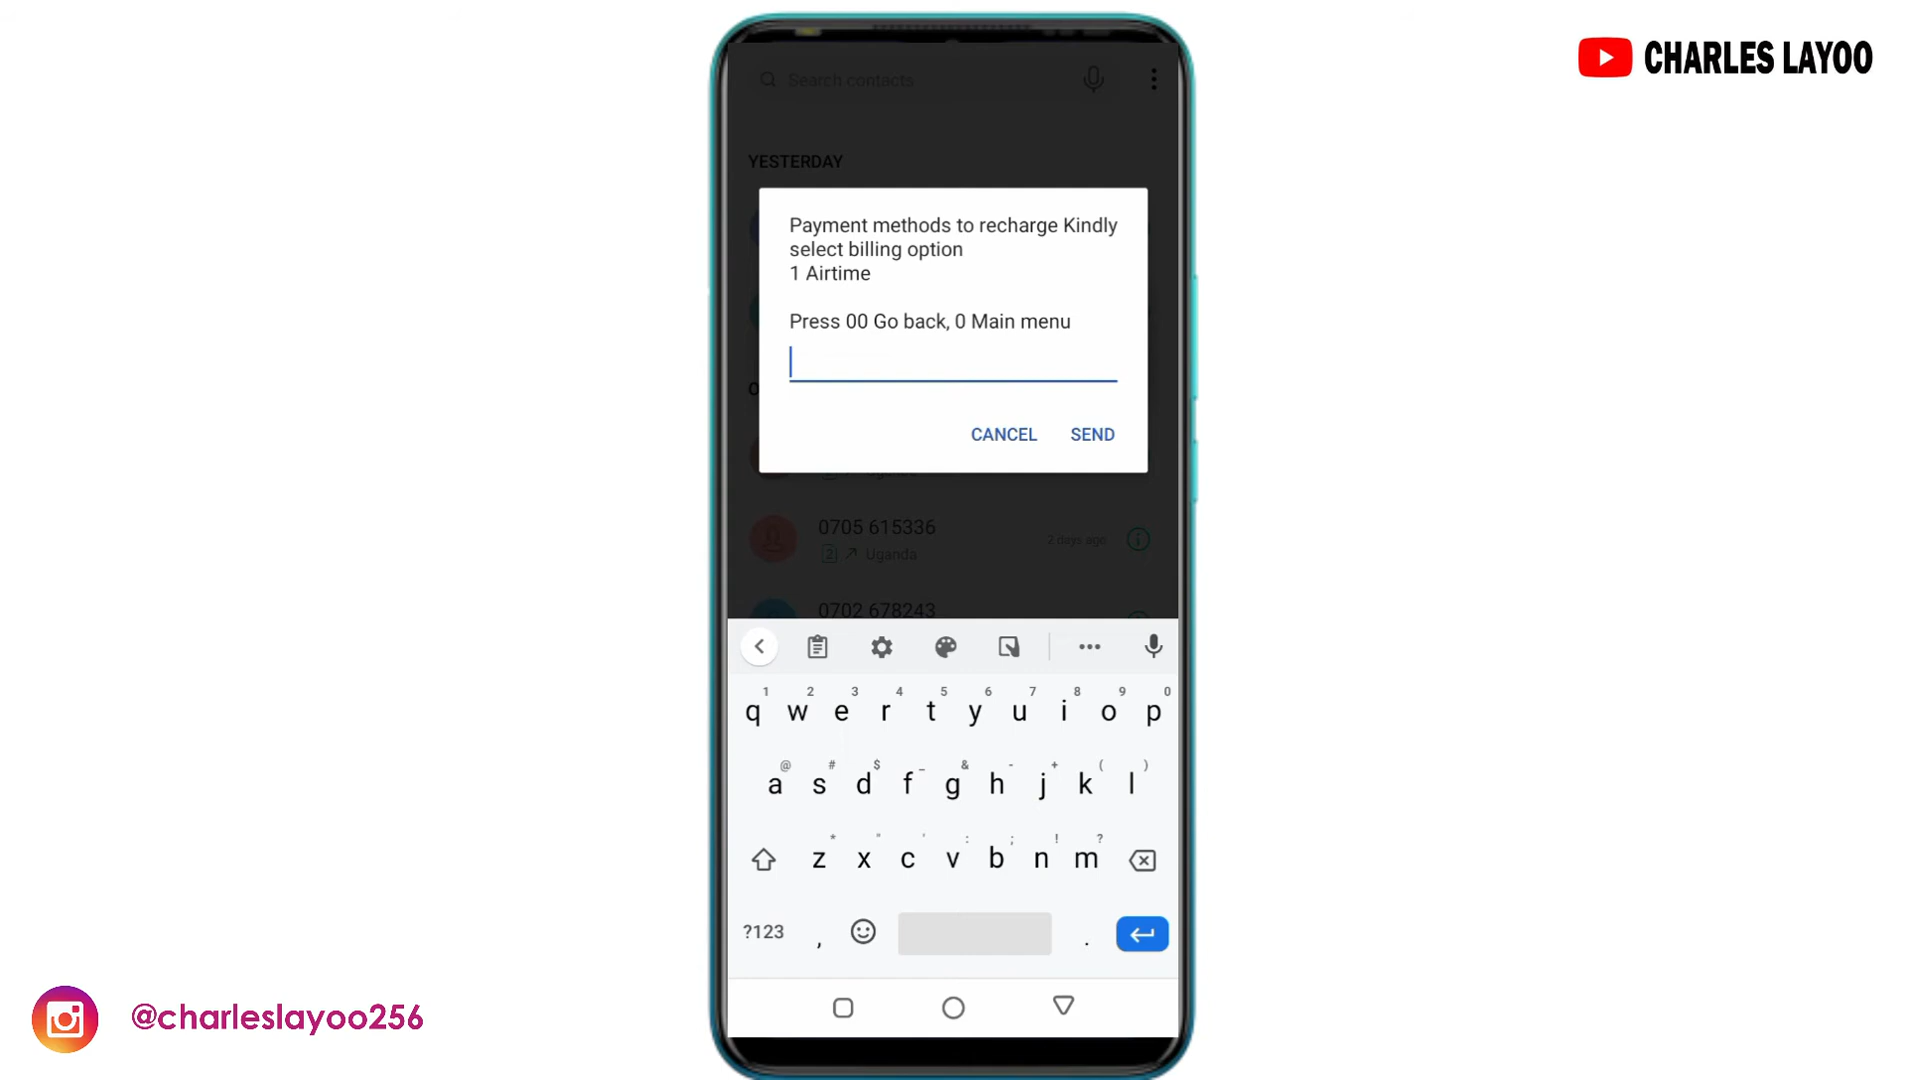 CHARLES LAYOO
Search contacts
YESTERDAY
Payment methods to recharge Kindly
select billing option
1 Airtime
Press 00 Go back, 0 Main menu
CANCEL SEND
0705 615336
2 days ago
2 Uganda
0702 678243
1 2 3 4 5 6 7 8 9 0
q w e r t y u i o p
@ # $ _ & - + ( )
a s d f g h j k l
* " ' : ; ! ?
z x c v b n m
?123 , .
@charleslayoo256